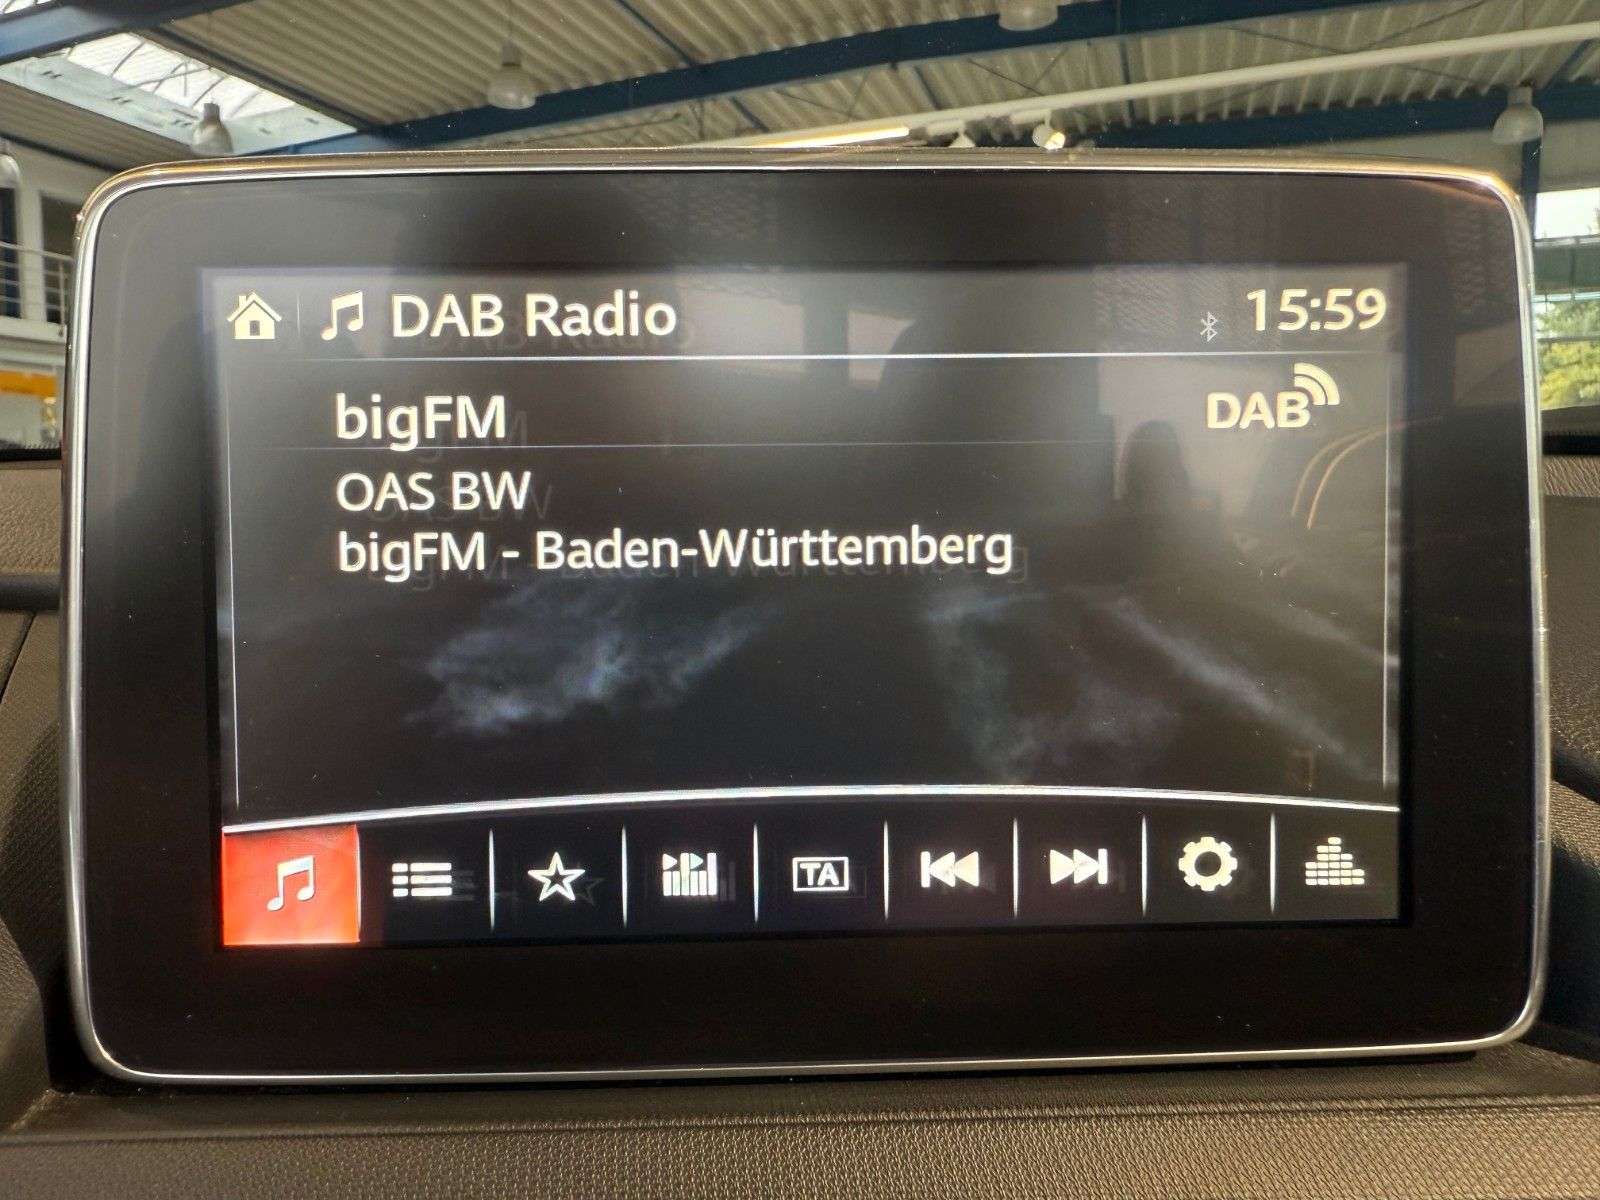 DAB Radio 15:59
bigFM DAB
OAS BW
bigFM - Baden-Württemberg
TA